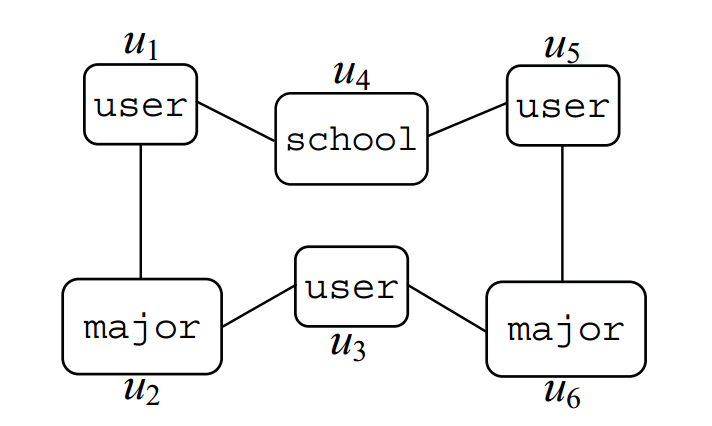 u1
user
u4
school
u5
user
major
u2
user
u3
major
u6